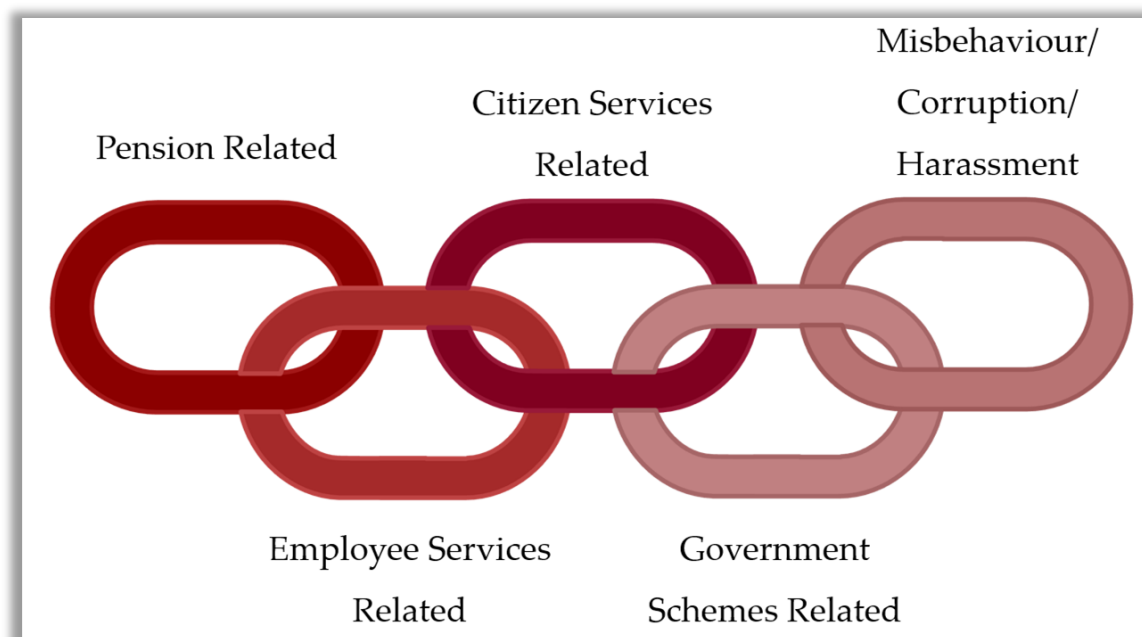 Pension Related
Citizen Services
Related
Misbehaviour/
Corruption/
Harassment
Employee Services
Related
Government
Schemes Related